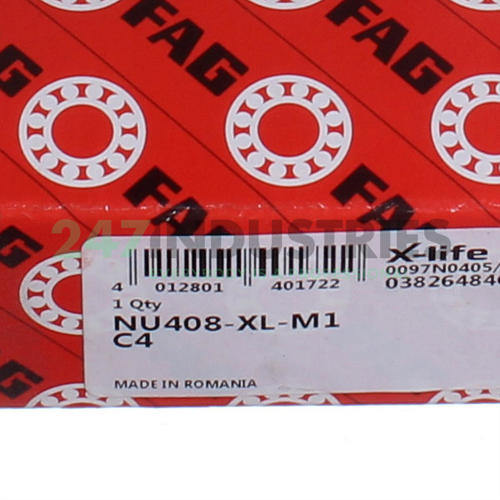 FAG
FAG
FAG
247INDUSTRIES
X-life
0097N0405/
4 012801 401722
03826484
1 Qty
NU408-XL-M1
C4
MADE IN ROMANIA
FAG